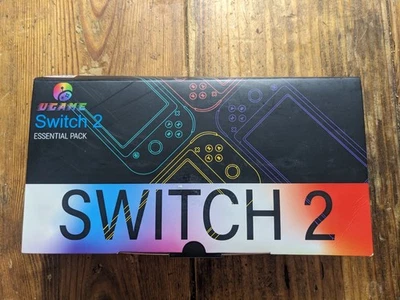 UGAME
Switch 2
ESSENTIAL PACK
SWITCH 2